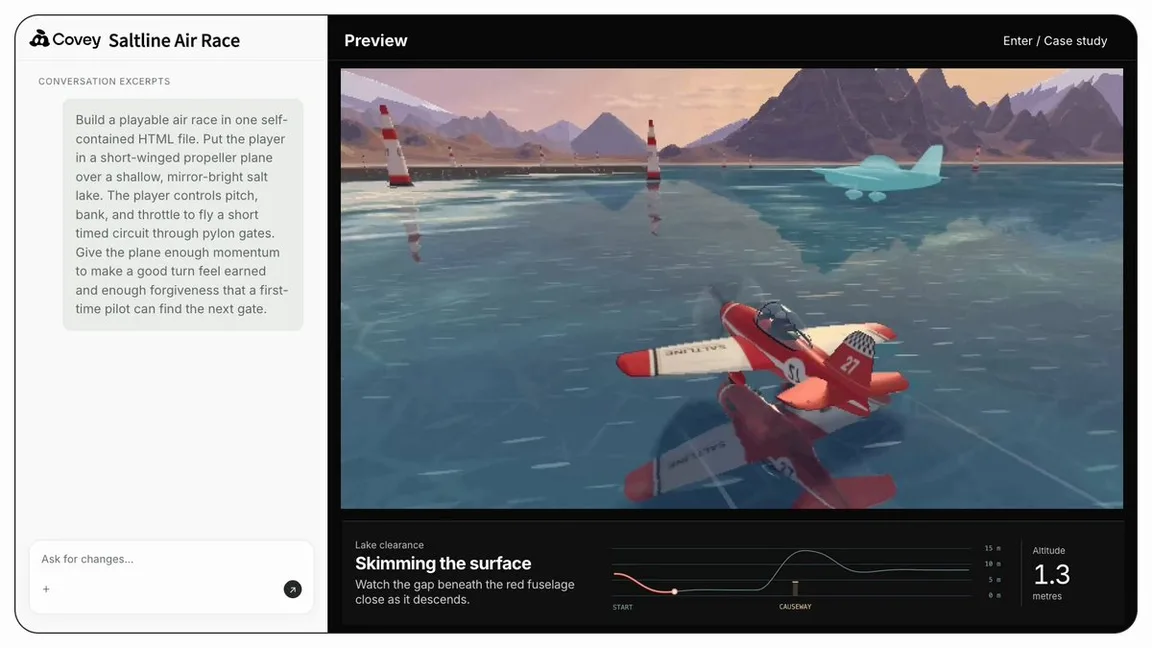 Covey Saltline Air Race
Preview
Enter / Case study
CONVERSATION EXCERPTS
Build a playable air race in one self-
contained HTML file. Put the player
in a short-winged propeller plane
over a shallow, mirror-bright salt
lake. The player controls pitch,
bank, and throttle to fly a short
timed circuit through pylon gates.
Give the plane enough momentum
to make a good turn feel earned
and enough forgiveness that a first-
time pilot can find the next gate.
SALTLINE
27
Ask for changes...
+
Lake clearance
Skimming the surface
Watch the gap beneath the red fuselage
close as it descends.
15 m
10 m
5 m
0 m
START
CAUSEWAY
Altitude
1.3
metres